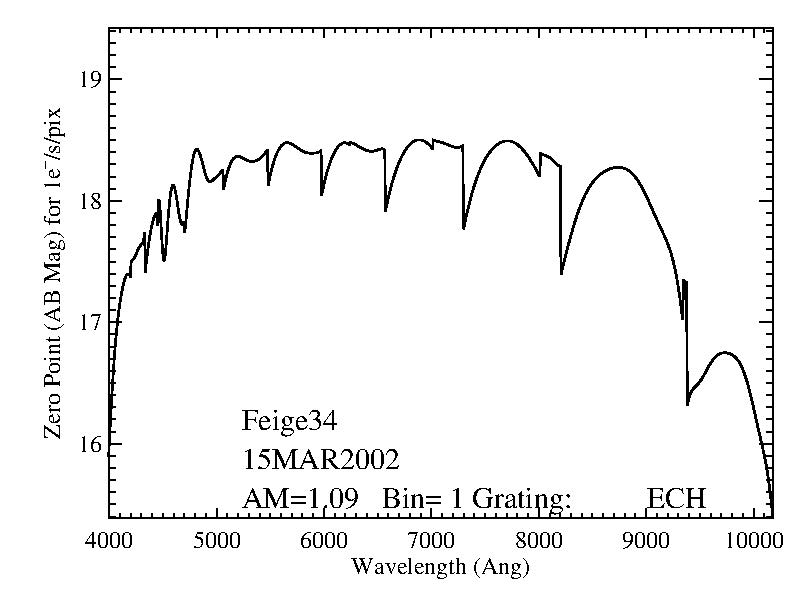 19
18
17
16
Zero Point (AB Mag) for 1e⁻/s/pix
Feige34
15MAR2002
AM=1.09 Bin= 1 Grating: ECH
4000 5000 6000 7000 8000 9000 10000
Wavelength (Ang)